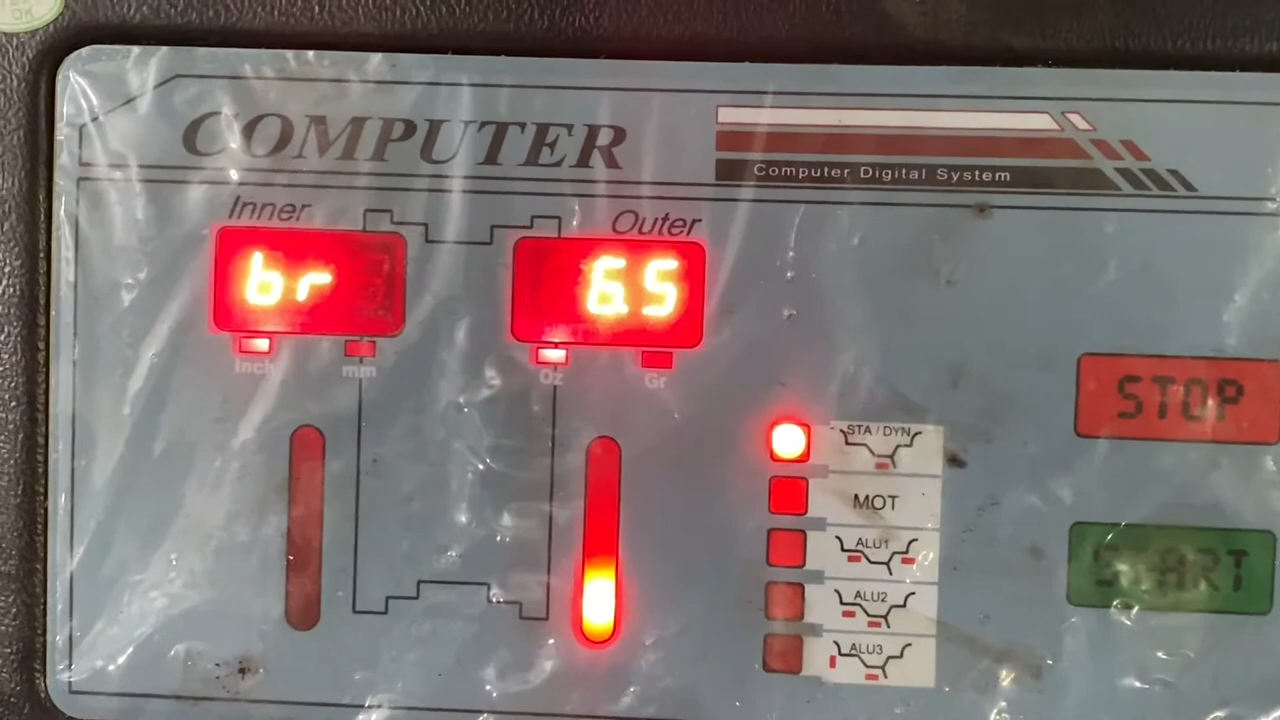 OK
COMPUTER
Computer Digital System
Inner
Outer
br
6.5
Inch
mm
Oz
Gr
STA / DYN
MOT
ALU1
ALU2
ALU3
STOP
START